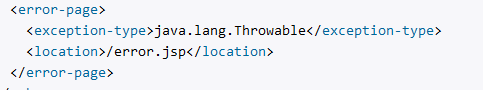 <error-page>
<exception-type>java.lang.Throwable</exception-type>
<location>/error.jsp</location>
</error-page>